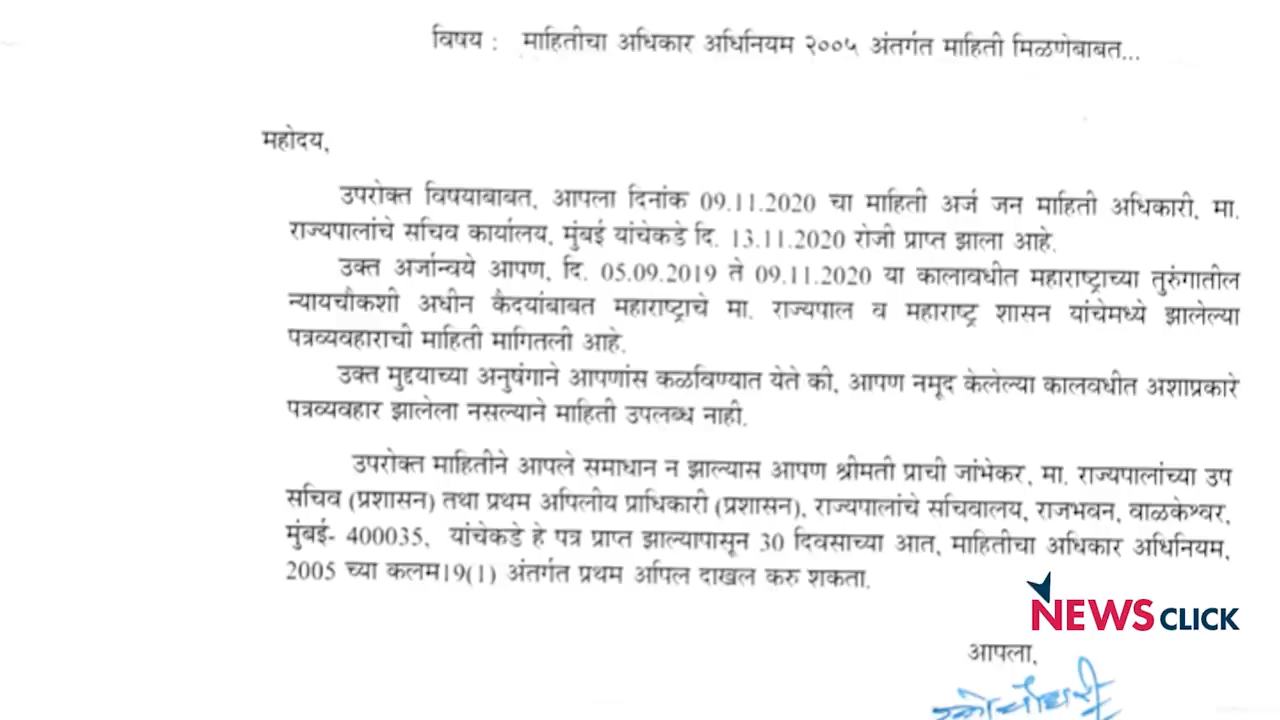 विषय : माहितीचा अधिकार अधिनियम २००५ अंतर्गत माहिती मिळणेबाबत...
महोदय,
उपरोक्त विषयाबाबत, आपला दिनांक 09.11.2020 चा माहिती अर्ज जन माहिती अधिकारी, मा.
राज्यपालांचे सचिव कार्यालय, मुंबई यांचेकडे दि. 13.11.2020 रोजी प्राप्त झाला आहे.
उक्त अर्जान्वये आपण, दि. 05.09.2019 ते 09.11.2020 या कालावधीत महाराष्ट्राच्या तुरुंगातील
न्यायचौकशी अधीन कैदयांबाबत महाराष्ट्राचे मा. राज्यपाल व महाराष्ट्र शासन यांचेमध्ये झालेल्या
पत्रव्यवहाराची माहिती मागितली आहे.
उक्त मुद्दयाच्या अनुषंगाने आपणांस कळविण्यात येते की, आपण नमूद केलेल्या कालवधीत अशाप्रकारे
पत्रव्यवहार झालेला नसल्याने माहिती उपलब्ध नाही.
उपरोक्त माहितीने आपले समाधान न झाल्यास आपण श्रीमती प्राची जांभेकर, मा. राज्यपालांच्या उप
सचिव (प्रशासन) तथा प्रथम अपिलीय प्राधिकारी (प्रशासन), राज्यपालांचे सचिवालय, राजभवन, वाळकेश्वर,
मुंबई- 400035, यांचेकडे हे पत्र प्राप्त झाल्यापासून 30 दिवसाच्या आत, माहितीचा अधिकार अधिनियम,
2005 च्या कलम19(1) अंतर्गत प्रथम अपिल दाखल करु शकता.
NEWSCLICK
आपला,